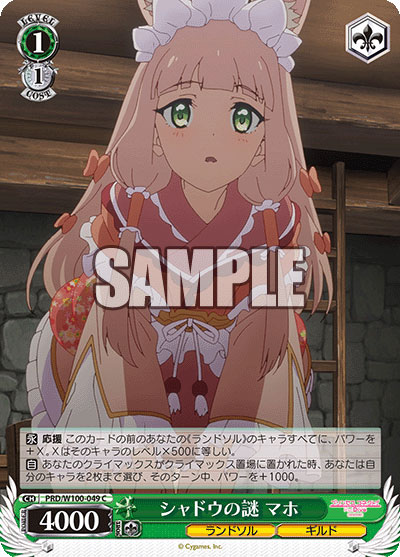 LEVEL
1
1
COST
SAMPLE
永 応援 このカードの前のあなたの《ランドソル》のキャラすべてに、パワーを
+X。Xはそのキャラのレベル×500に等しい。
自 あなたのクライマックスがクライマックス置場に置かれた時、あなたは自
分のキャラを2枚まで選び、そのターン中、パワーを+1000。
CH PRD/W100-049 C
4000
シャドウの謎 マホ
ランドソル ギルド
© Cygames, Inc.